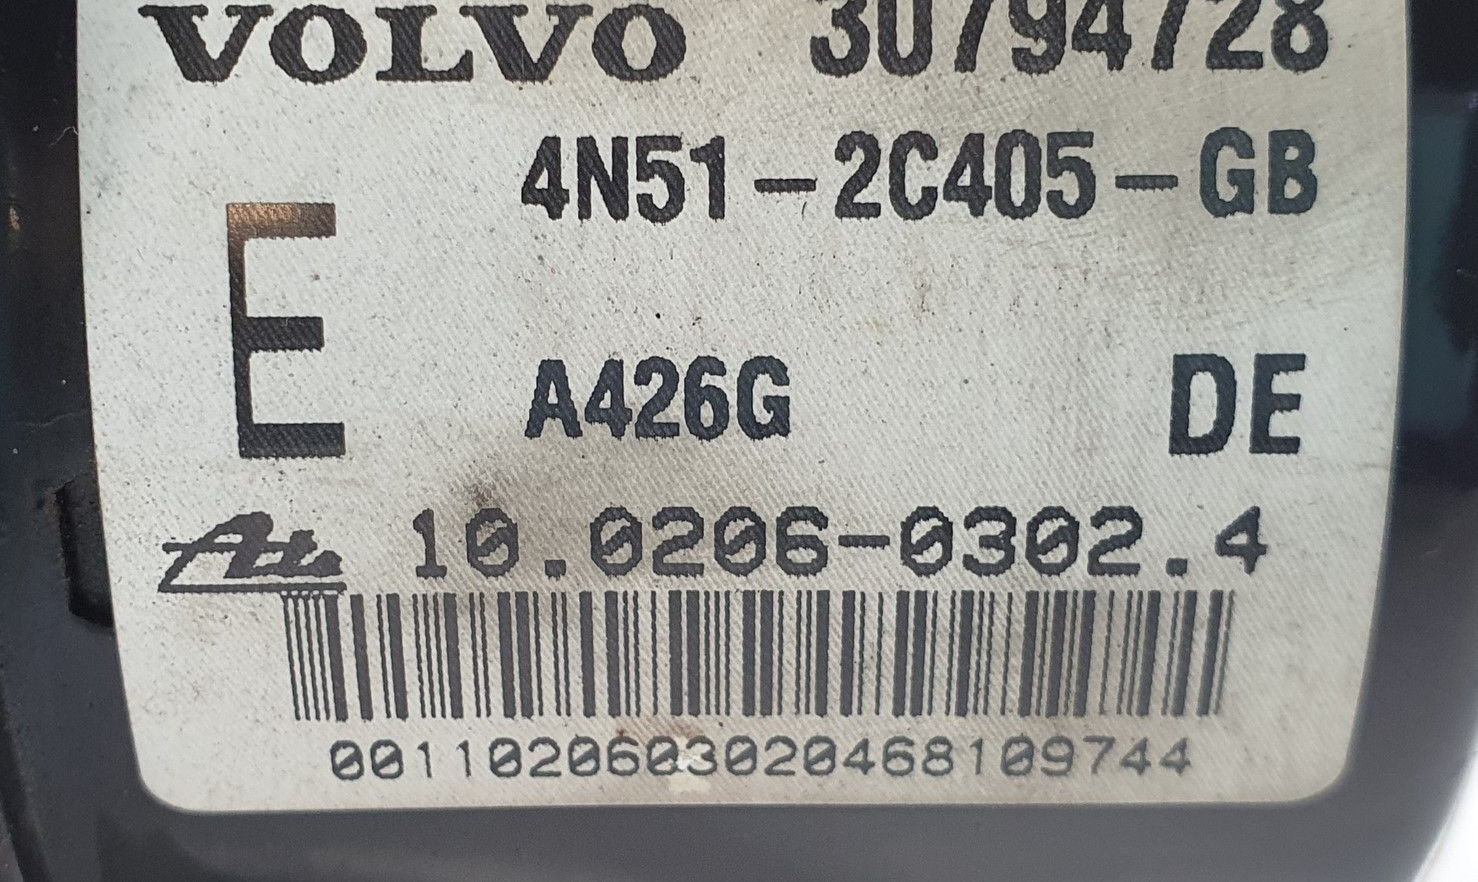 VOLVO 30794728
4N51-2C405-GB
E A426G DE
Ate 10.0206-0302.4
0011020603020468109744